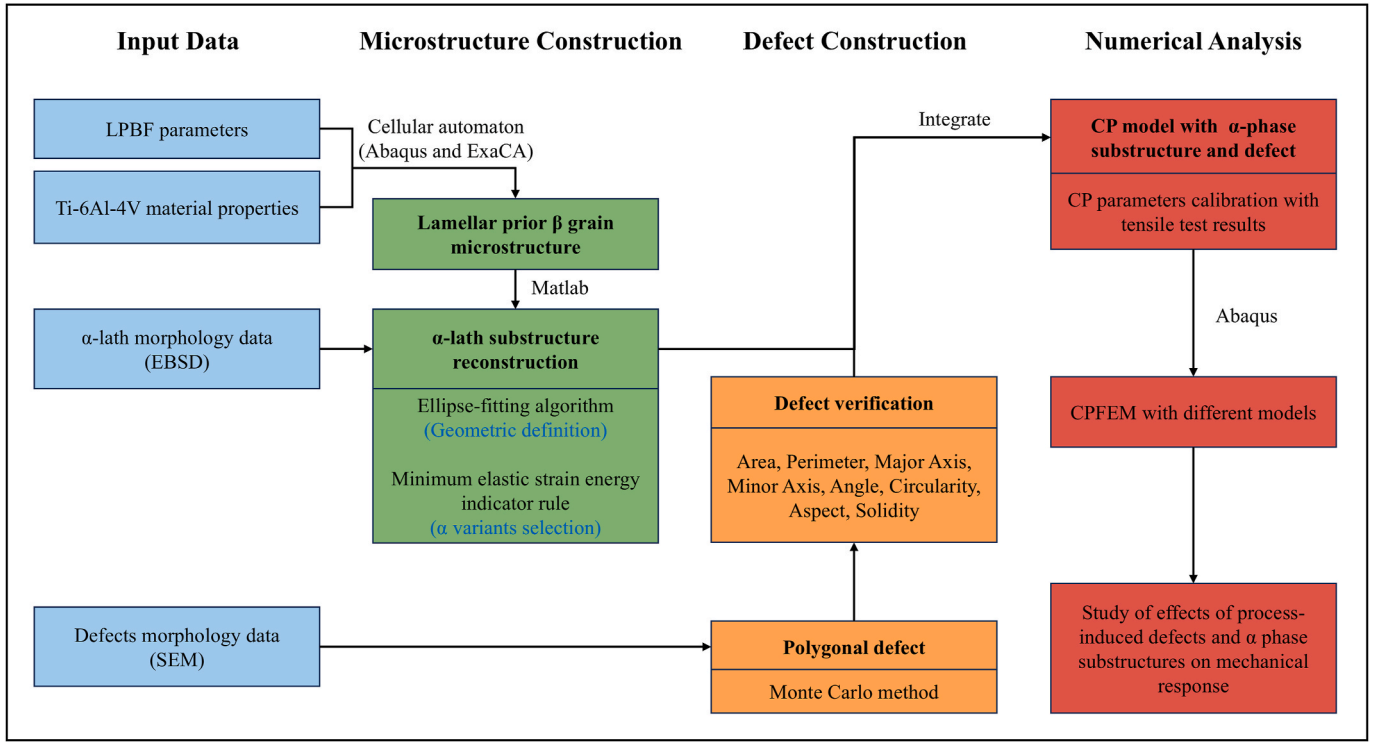 Input Data
Microstructure Construction
Defect Construction
Numerical Analysis
LPBF parameters
Ti-6Al-4V material properties
Cellular automaton
(Abaqus and ExaCA)
Lamellar prior β grain
microstructure
Matlab
α-lath morphology data
(EBSD)
α-lath substructure
reconstruction
Ellipse-fitting algorithm
(Geometric definition)
Minimum elastic strain energy
indicator rule
(α variants selection)
Defects morphology data
(SEM)
Polygonal defect
Monte Carlo method
Defect verification
Area, Perimeter, Major Axis,
Minor Axis, Angle, Circularity,
Aspect, Solidity
Integrate
CP model with α-phase
substructure and defect
CP parameters calibration with
tensile test results
Abaqus
CPFEM with different models
Study of effects of process-
induced defects and α phase
substructures on mechanical
response